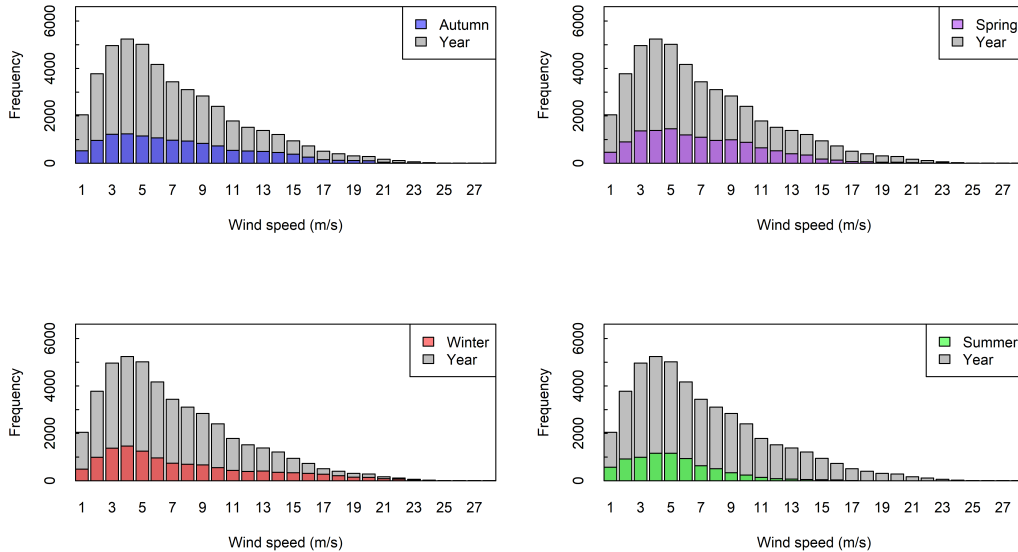 Autumn
Year
Frequency
0 2000 4000 6000
1 3 5 7 9 11 13 15 17 19 21 23 25 27
Wind speed (m/s)
Spring
Year
Frequency
0 2000 4000 6000
1 3 5 7 9 11 13 15 17 19 21 23 25 27
Wind speed (m/s)
Winter
Year
Frequency
0 2000 4000 6000
1 3 5 7 9 11 13 15 17 19 21 23 25 27
Wind speed (m/s)
Summer
Year
Frequency
0 2000 4000 6000
1 3 5 7 9 11 13 15 17 19 21 23 25 27
Wind speed (m/s)